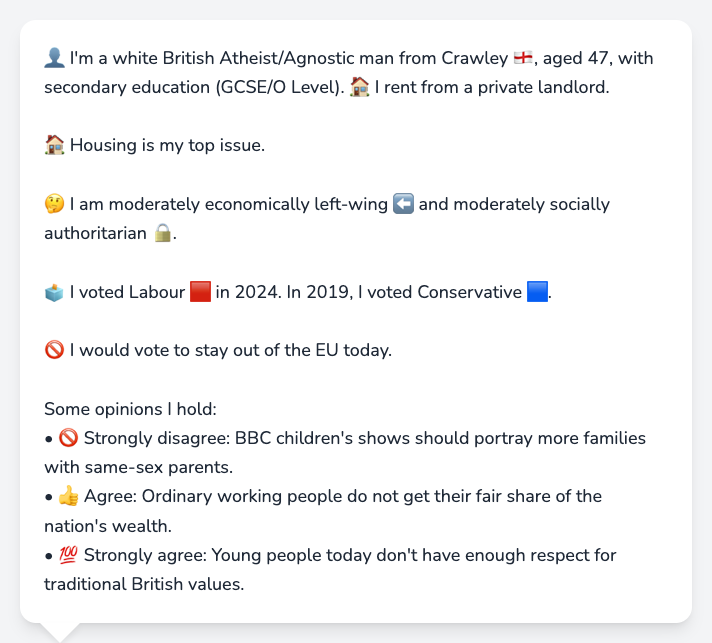 👤 I'm a white British Atheist/Agnostic man from Crawley 🏴󠁧󠁢󠁥󠁮󠁧󠁿, aged 47, with
secondary education (GCSE/O Level). 🏠 I rent from a private landlord.
🏠 Housing is my top issue.
🤔 I am moderately economically left-wing ⬅️ and moderately socially
authoritarian 🔒.
🗳️ I voted Labour 🟥 in 2024. In 2019, I voted Conservative 🟦.
🚫 I would vote to stay out of the EU today.
Some opinions I hold:
• 🚫 Strongly disagree: BBC children's shows should portray more families
with same-sex parents.
• 👍 Agree: Ordinary working people do not get their fair share of the
nation's wealth.
• 💯 Strongly agree: Young people today don't have enough respect for
traditional British values.